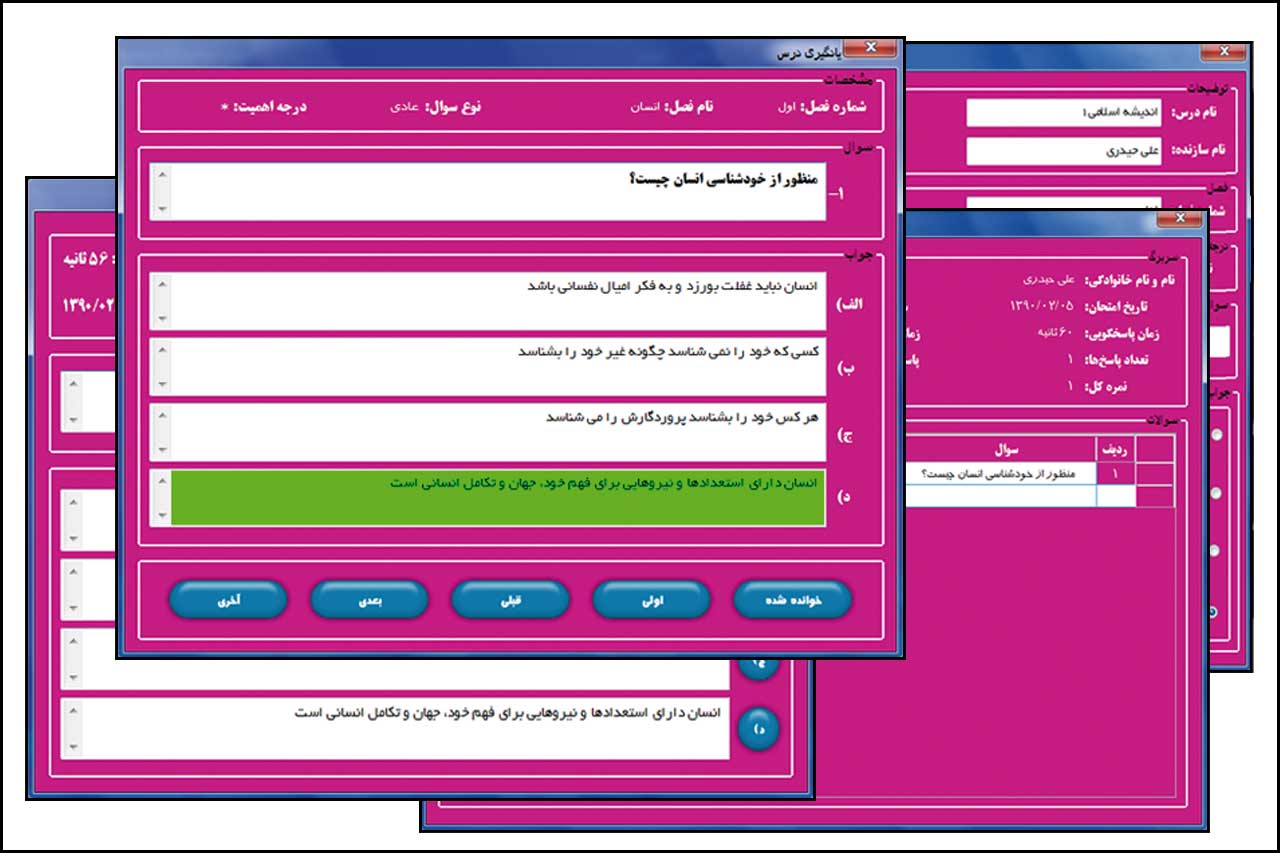 یادگیری درس
مشخصات
شماره فصل: اول نام فصل: انسان نوع سوال: عادی درجه اهمیت: *
سوال
۱- منظور از خودشناسی انسان چیست؟
جواب
الف) انسان نباید غفلت بورزد و به فکر امیال نفسانی باشد
ب) کسی که خود را نمی شناسد چگونه غیر خود را بشناسد
ج) هر کس خود را بشناسد پروردگارش را می شناسد
د) انسان دارای استعدادها و نیروهایی برای فهم خود، جهان و تکامل انسانی است
خوانده شده اولی قبلی بعدی آخری
توضیحات
نام درس: اندیشه اسلامی ۱
نام سازنده: علی حیدری
فصل
جواب
سربرگ
نام و نام خانوادگی: علی حیدری
تاریخ امتحان: ۱۳۹۰/۰۲/۰۵
زمان پاسخگویی: ۶۰ ثانیه
تعداد پاسخ‌ها: ۱
نمره کل: ۱
سوالات
ردیف سوال
۱ منظور از خودشناسی انسان چیست؟
: ۵۶ ثانیه
۱۳۹۰/۰۲/
د) انسان دارای استعدادها و نیروهایی برای فهم خود، جهان و تکامل انسانی است